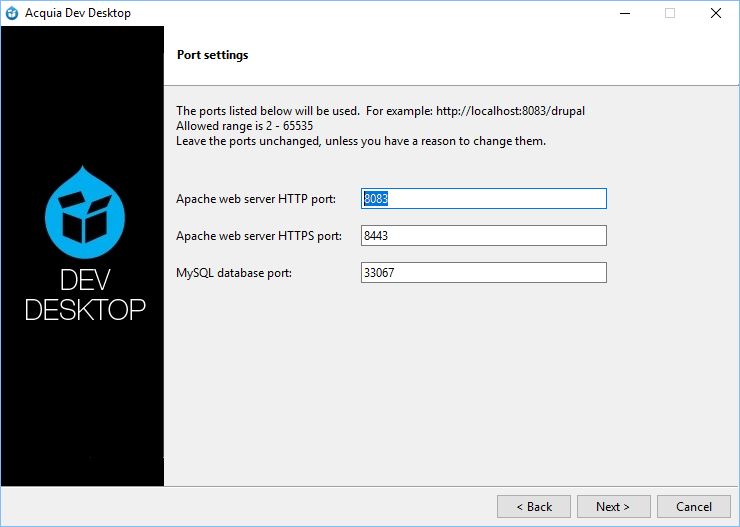 Acquia Dev Desktop
Port settings
The ports listed below will be used.  For example: http://localhost:8083/drupal
Allowed range is 2 - 65535
Leave the ports unchanged, unless you have a reason to change them.
Apache web server HTTP port: 8083
Apache web server HTTPS port: 8443
MySQL database port: 33067
DEV
DESKTOP
< Back Next > Cancel